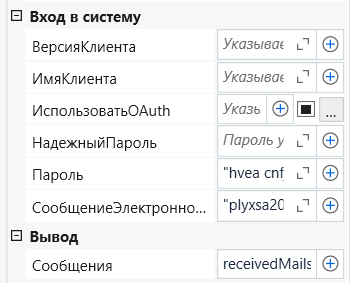 Вход в систему
ВерсияКлиента Указывае
ИмяКлиента Указывае
ИспользоватьOAuth Указь ...
НадежныйПароль Пароль у
Пароль "hvea cnf
СообщениеЭлектронно... "plyxsa20
Вывод
Сообщения receivedMails